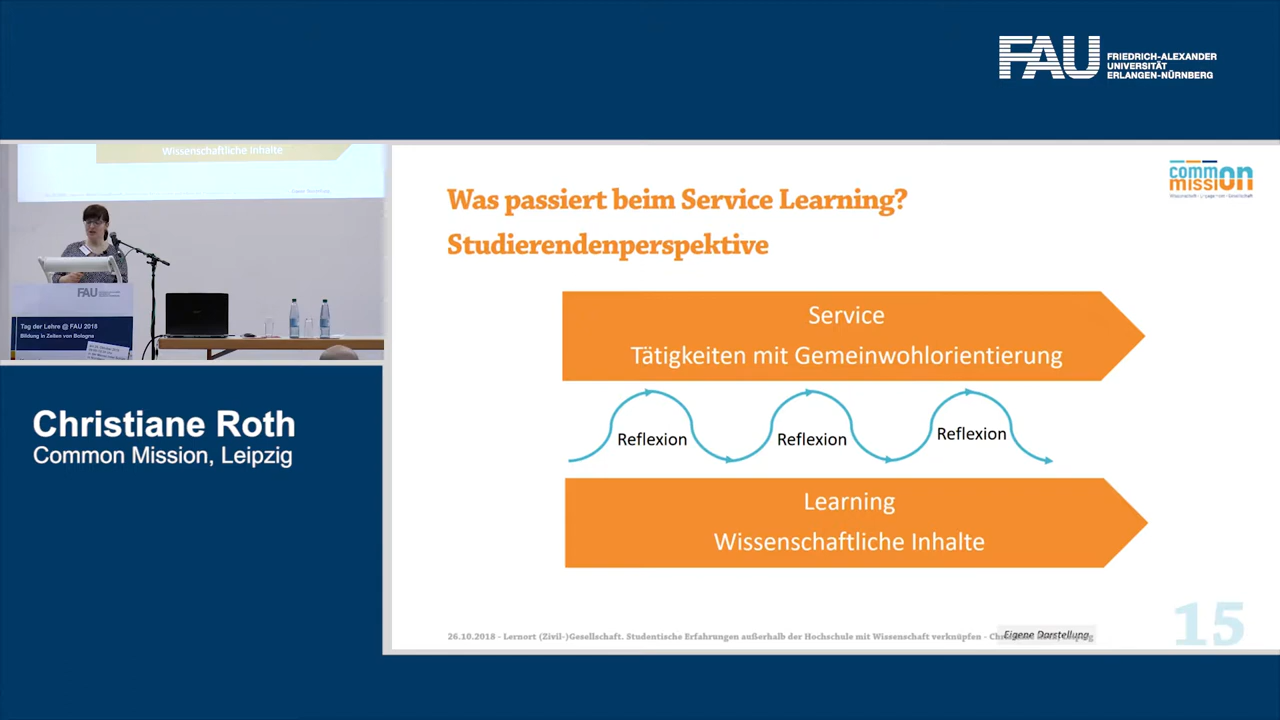 FAU
FRIEDRICH-ALEXANDER
UNIVERSITÄT
ERLANGEN-NÜRNBERG
Wissenschaftliche Inhalte
FAU
Tag der Lehre @ FAU 2018
Bildung in Zeiten von Bologna
Christiane Roth
Common Mission, Leipzig
common
mission
Was passiert beim Service Learning?
Studierendenperspektive
Service
Tätigkeiten mit Gemeinwohlorientierung
Reflexion
Reflexion
Reflexion
Learning
Wissenschaftliche Inhalte
26.10.2018 - Lernort (Zivil-)Gesellschaft. Studentische Erfahrungen außerhalb der Hochschule mit Wissenschaft verknüpfen -
Eigene Darstellung
15